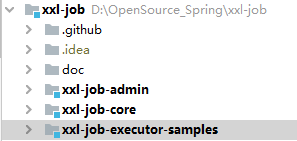 xxl-job D:\OpenSource_Spring\xxl-job
.github
.idea
doc
xxl-job-admin
xxl-job-core
xxl-job-executor-samples